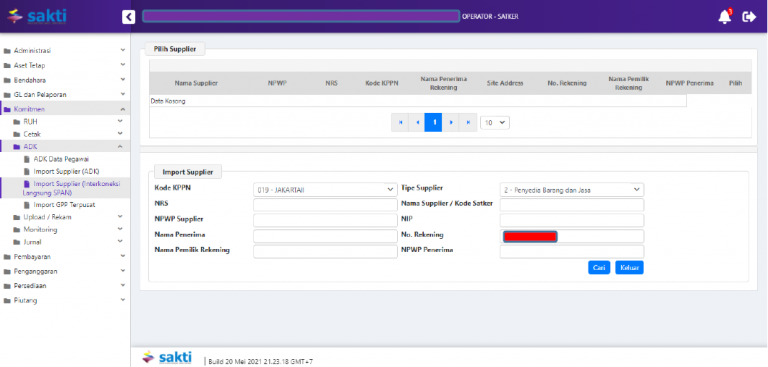 sakti
OPERATOR - SATKER
Administrasi
Aset Tetap
Bendahara
GL dan Pelaporan
Komitmen
RUH
Cetak
ADK
ADK Data Pegawai
Import Supplier (ADK)
Import Supplier (Interkoneksi
Langsung SPAN)
Import GPP Terpusat
Upload / Rekam
Monitoring
Jurnal
Pembayaran
Penganggaran
Persediaan
Piutang
Pilih Supplier
Nama Supplier NPWP NRS Kode KPPN Nama Penerima Rekening Site Address No. Rekening Nama Pemilik Rekening NPWP Penerima Pilih
Data Kosong
1 10
Import Supplier
Kode KPPN 019 - JAKARTAII Tipe Supplier 2 - Penyedia Barang dan Jasa
NRS Nama Supplier / Kode Satker
NPWP Supplier NIP
Nama Penerima No. Rekening
Nama Pemilik Rekening NPWP Penerima
Cari Keluar
sakti Build 20 Mei 2021 21.23.18 GMT+7